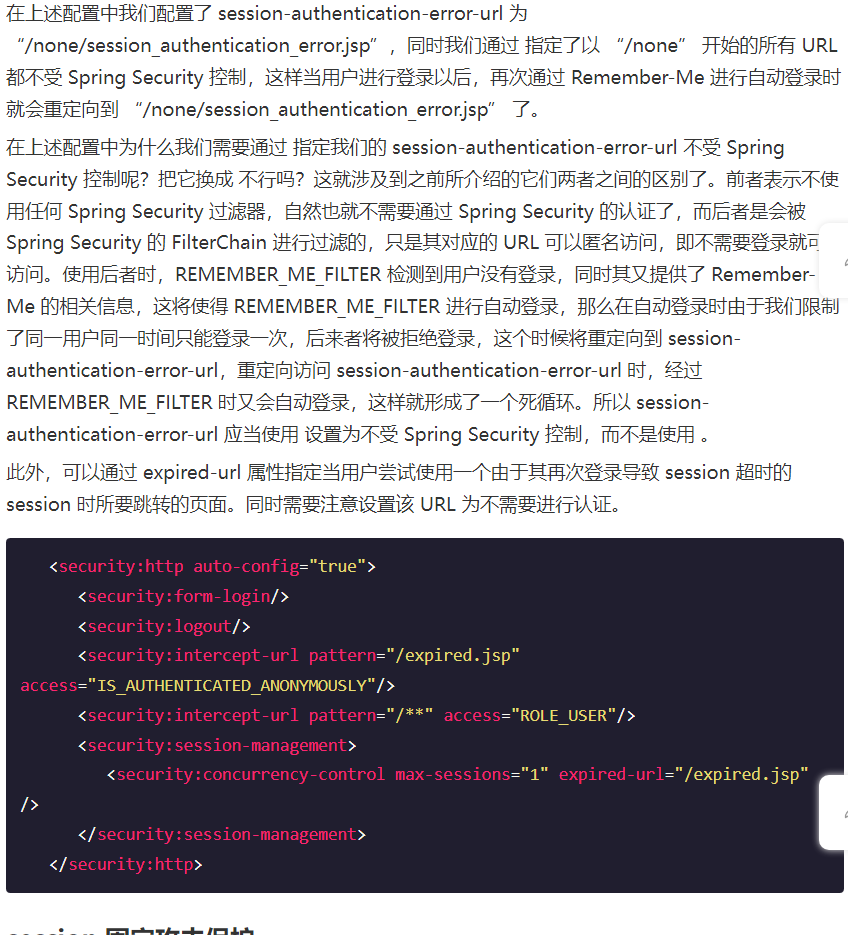 在上述配置中我们配置了 session-authentication-error-url 为
“/none/session_authentication_error.jsp”，同时我们通过 指定了以 “/none” 开始的所有 URL
都不受 Spring Security 控制，这样当用户进行登录以后，再次通过 Remember-Me 进行自动登录时
就会重定向到 “/none/session_authentication_error.jsp” 了。
在上述配置中为什么我们需要通过 指定我们的 session-authentication-error-url 不受 Spring
Security 控制呢？把它换成 不行吗？这就涉及到之前所介绍的它们两者之间的区别了。前者表示不使
用任何 Spring Security 过滤器，自然也就不需要通过 Spring Security 的认证了，而后者是会被
Spring Security 的 FilterChain 进行过滤的，只是其对应的 URL 可以匿名访问，即不需要登录就可
访问。使用后者时，REMEMBER_ME_FILTER 检测到用户没有登录，同时其又提供了 Remember-
Me 的相关信息，这将使得 REMEMBER_ME_FILTER 进行自动登录，那么在自动登录时由于我们限制
了同一用户同一时间只能登录一次，后来者将被拒绝登录，这个时候将重定向到 session-
authentication-error-url，重定向访问 session-authentication-error-url 时，经过
REMEMBER_ME_FILTER 时又会自动登录，这样就形成了一个死循环。所以 session-
authentication-error-url 应当使用 设置为不受 Spring Security 控制，而不是使用 。
此外，可以通过 expired-url 属性指定当用户尝试使用一个由于其再次登录导致 session 超时的
session 时所要跳转的页面。同时需要注意设置该 URL 为不需要进行认证。
<security:http auto-config="true">
<security:form-login/>
<security:logout/>
<security:intercept-url pattern="/expired.jsp"
access="IS_AUTHENTICATED_ANONYMOUSLY"/>
<security:intercept-url pattern="/**" access="ROLE_USER"/>
<security:session-management>
<security:concurrency-control max-sessions="1" expired-url="/expired.jsp"
/>
</security:session-management>
</security:http>
session 固定攻击保护